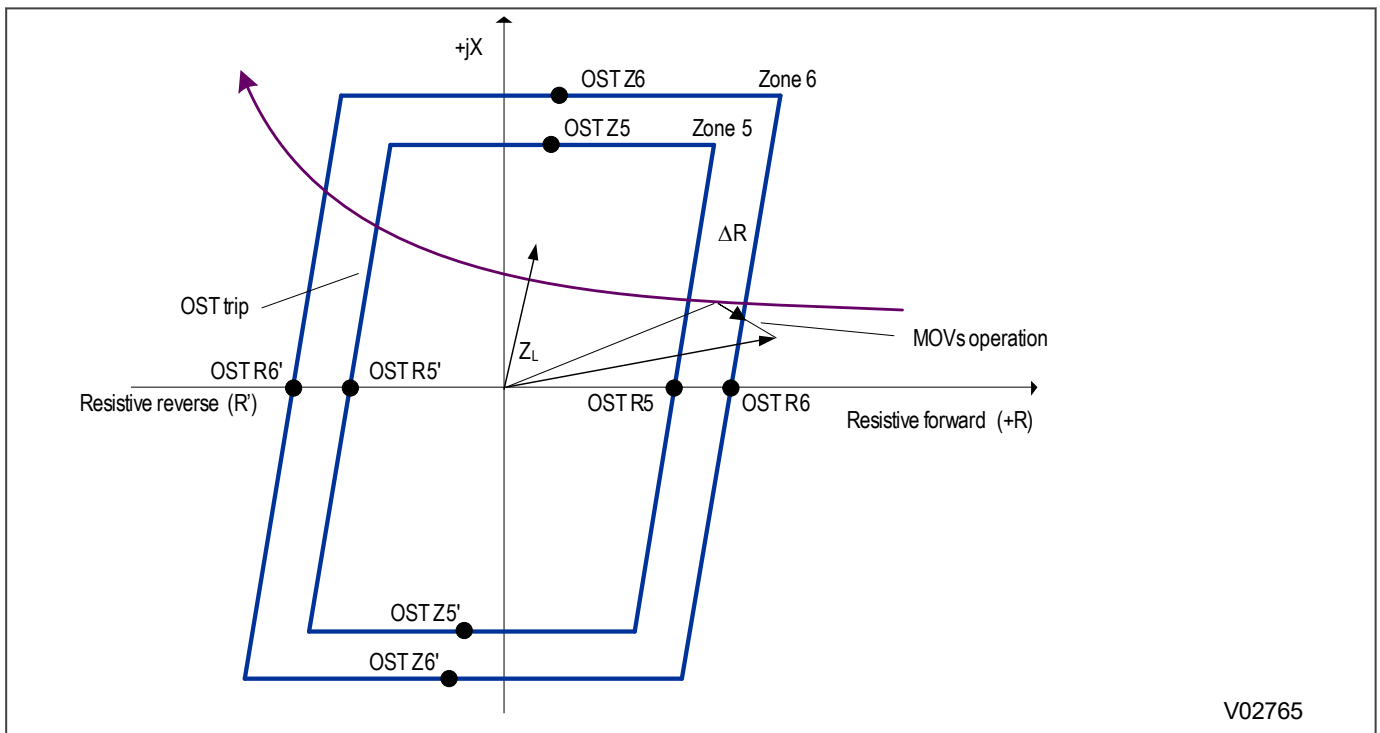 +jX
OST Z6
Zone 6
OST Z5
Zone 5
ΔR
OST trip
MOVs operation
ZL
OST R6'
OST R5'
Resistive reverse (R')
OST R5
OST R6
Resistive forward (+R)
OST Z5'
OST Z6'
V02765